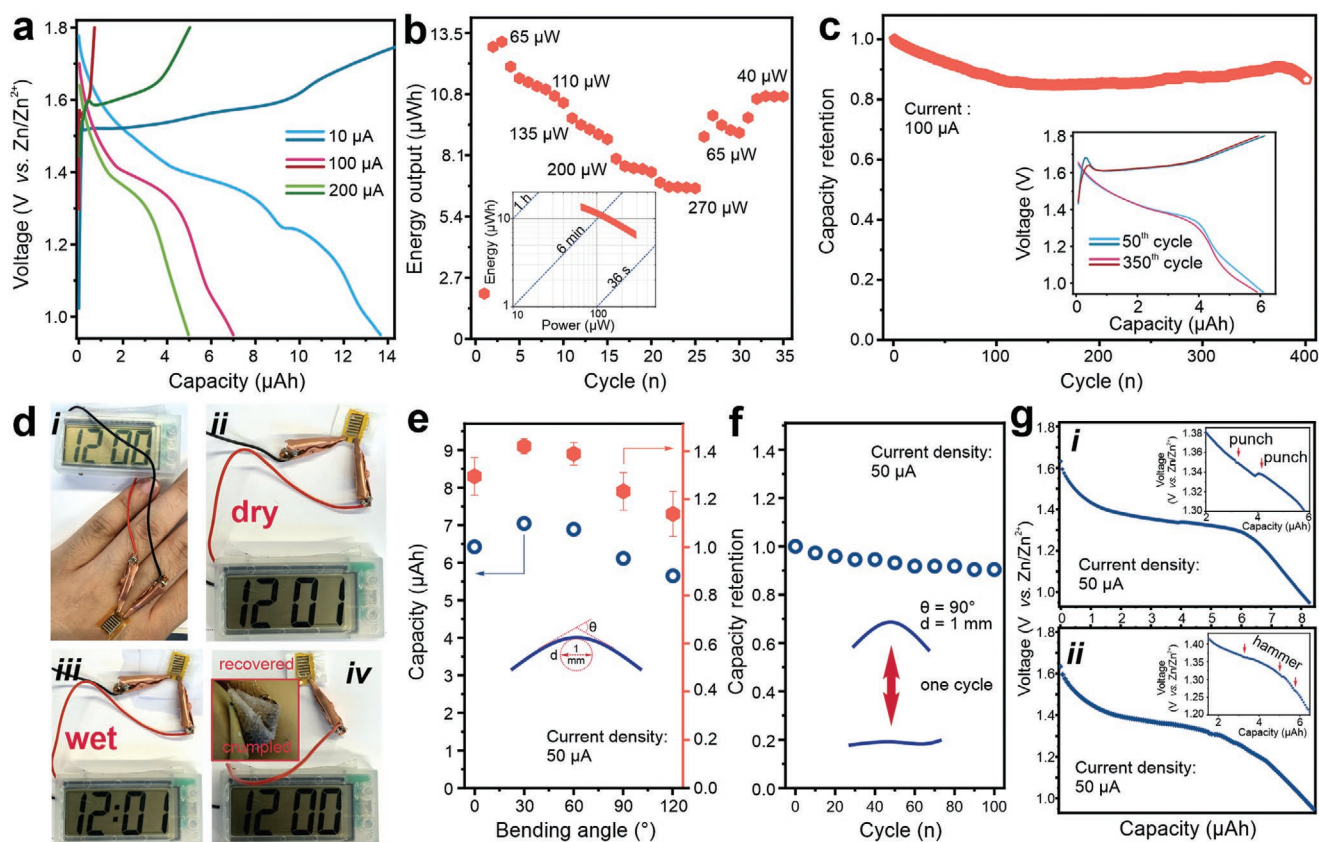 a
1.8
1.6
1.4
1.2
1.0
Voltage (V vs. Zn/Zn²⁺)
10 µA
100 µA
200 µA
0 2 4 6 8 10 12 14
Capacity (µAh)
b
13.5
10.8
8.1
5.4
2.7
0
Energy output (µWh)
65 µW
110 µW
135 µW
200 µW
270 µW
65 µW
40 µW
Energy (µWh)
10
1
1 h
6 min
36 s
10 100
Power (µW)
0 5 10 15 20 25 30 35
Cycle (n)
c
1.0
0.8
0.6
0.4
0.2
0.0
Capacity retention
Current :
100 µA
1.8
1.6
1.4
1.2
1.0
Voltage (V)
50th cycle
350th cycle
0 2 4 6
Capacity (µAh)
0 100 200 300 400
Cycle (n)
d
i
12:00
ii
dry
12 01
iii
wet
12:01
iv
recovered
crumpled
12 00
e
9
8
7
6
5
4
3
2
1
0
Capacity (µAh)
1.4
1.2
1.0
0.8
0.6
0.4
0.2
0.0
Capacity retention
θ
d
1
mm
Current density:
50 µA
0 30 60 90 120
Bending angle (°)
f
1.4
1.2
1.0
0.8
0.6
0.4
0.2
0.0
Current density:
50 µA
θ = 90°
d = 1 mm
one cycle
0 20 40 60 80 100
Cycle (n)
g
i
1.8
1.6
1.4
1.2
1.0
Voltage (V vs. Zn/Zn²⁺)
Current density:
50 µA
1.38
1.36
1.34
1.32
1.30
Voltage
(V vs. Zn/Zn²⁺)
punch
punch
2 4 6
Capacity (µAh)
0 1 2 3 4 5 6 7 8
ii
1.8
1.6
1.4
1.2
1.0
Current density:
50 µA
1.40
1.35
1.30
1.25
1.20
Voltage
(V vs. Zn/Zn²⁺)
hammer
2 4 6
Capacity (µAh)
Capacity (µAh)